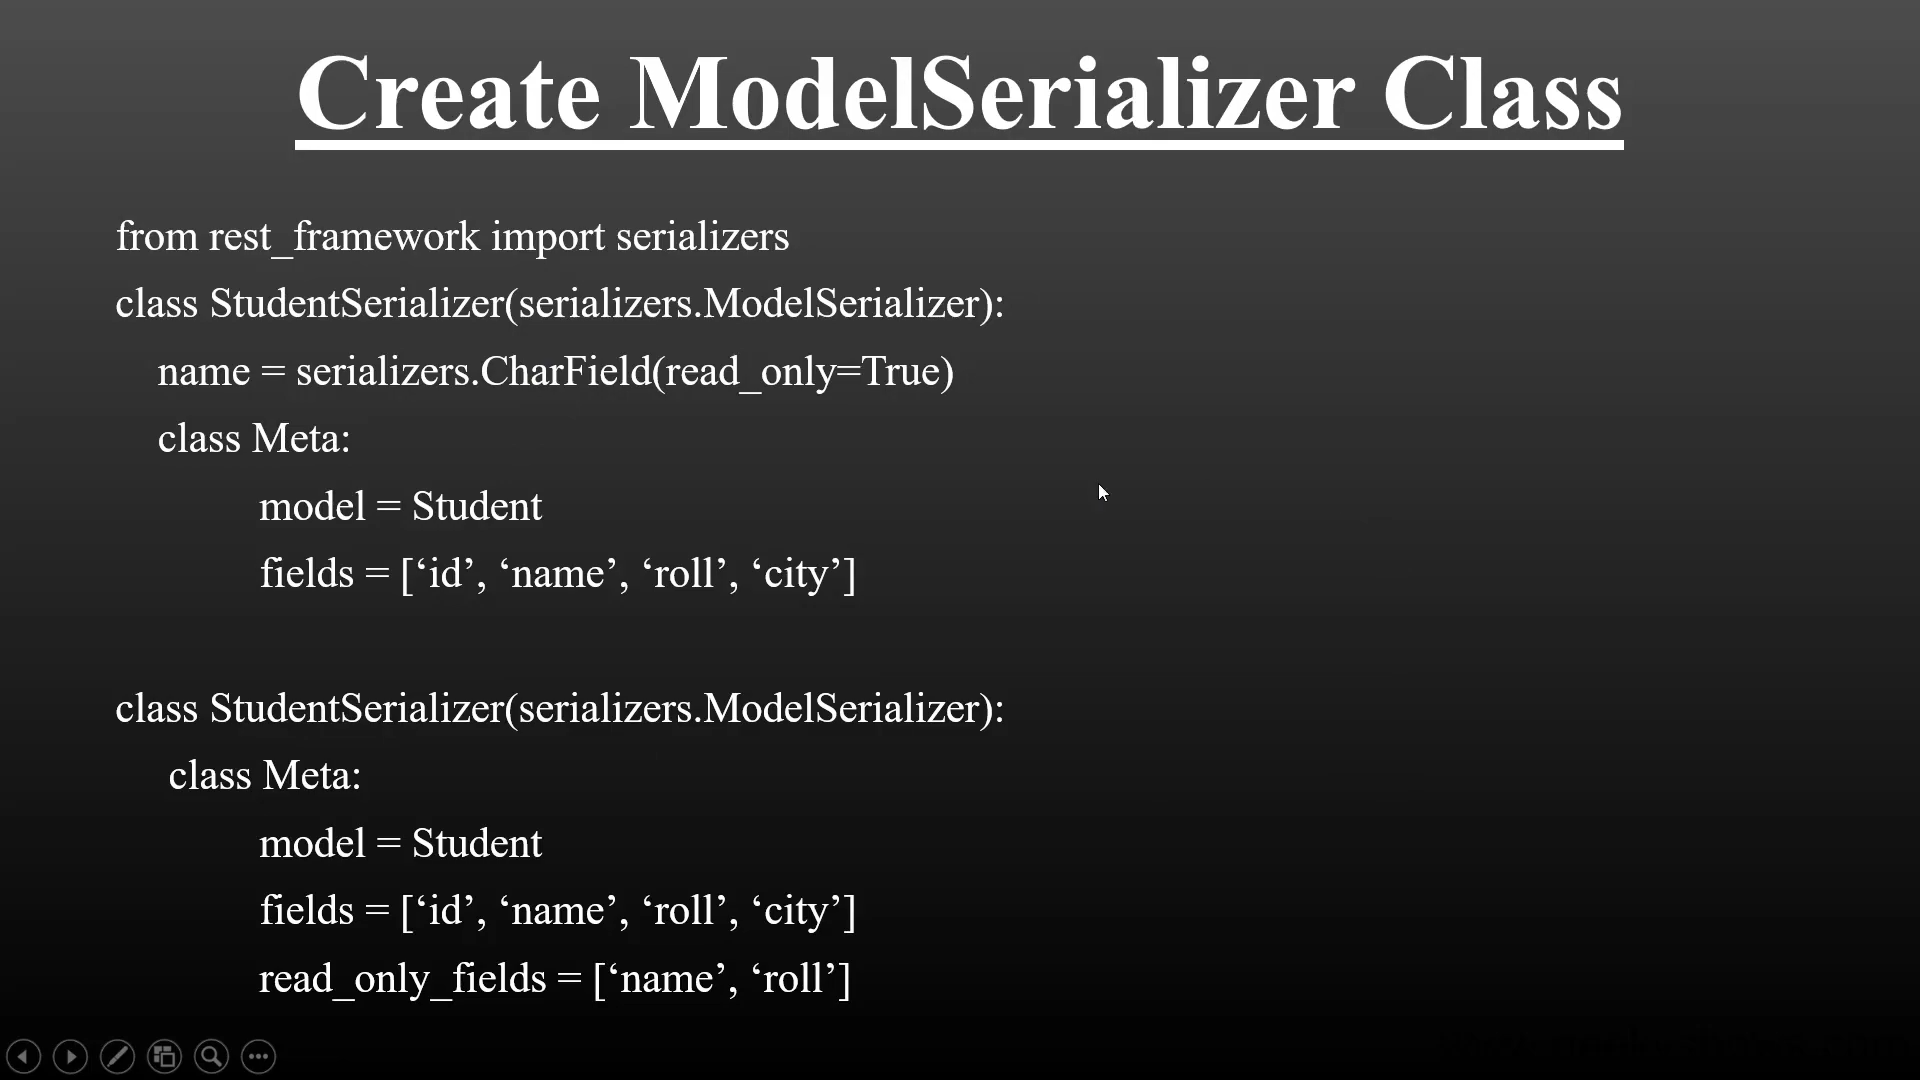 Create ModelSerializer Class
from rest_framework import serializers
class StudentSerializer(serializers.ModelSerializer):
name = serializers.CharField(read_only=True)
class Meta:
model = Student
fields = [‘id’, ‘name’, ‘roll’, ‘city’]
class StudentSerializer(serializers.ModelSerializer):
class Meta:
model = Student
fields = [‘id’, ‘name’, ‘roll’, ‘city’]
read_only_fields = [‘name’, ‘roll’]